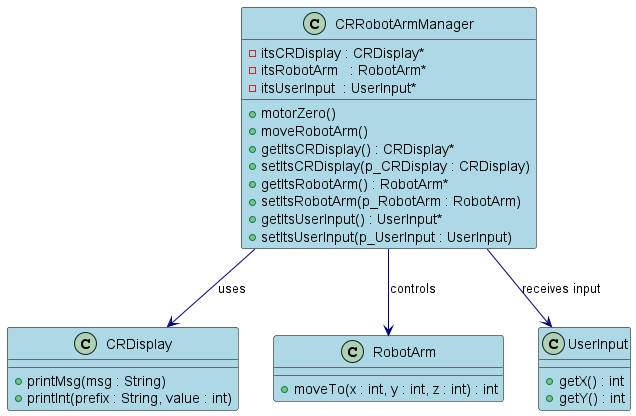 C CRRobotArmManager
itsCRDisplay : CRDisplay*
itsRobotArm : RobotArm*
itsUserInput : UserInput*
motorZero()
moveRobotArm()
getItsCRDisplay() : CRDisplay*
setItsCRDisplay(p_CRDisplay : CRDisplay)
getItsRobotArm() : RobotArm*
setItsRobotArm(p_RobotArm : RobotArm)
getItsUserInput() : UserInput*
setItsUserInput(p_UserInput : UserInput)
uses
controls
receives input
C CRDisplay
printMsg(msg : String)
printInt(prefix : String, value : int)
C RobotArm
moveTo(x : int, y : int, z : int) : int
C UserInput
getX() : int
getY() : int